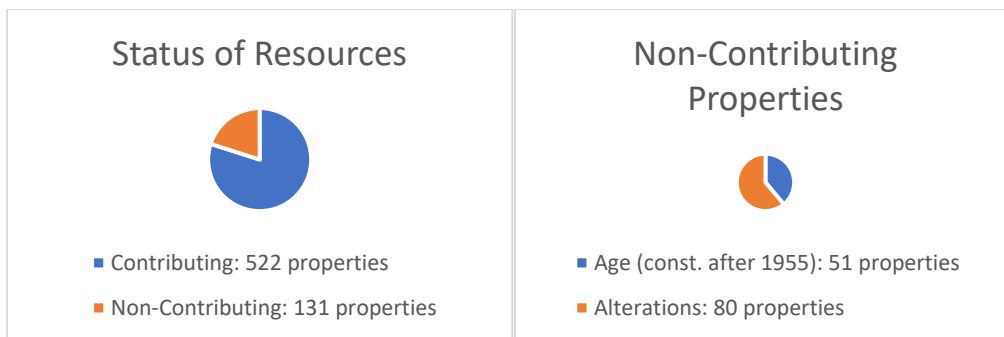 Status of Resources
Contributing: 522 properties
Non-Contributing: 131 properties
Non-Contributing
Properties
Age (const. after 1955): 51 properties
Alterations: 80 properties